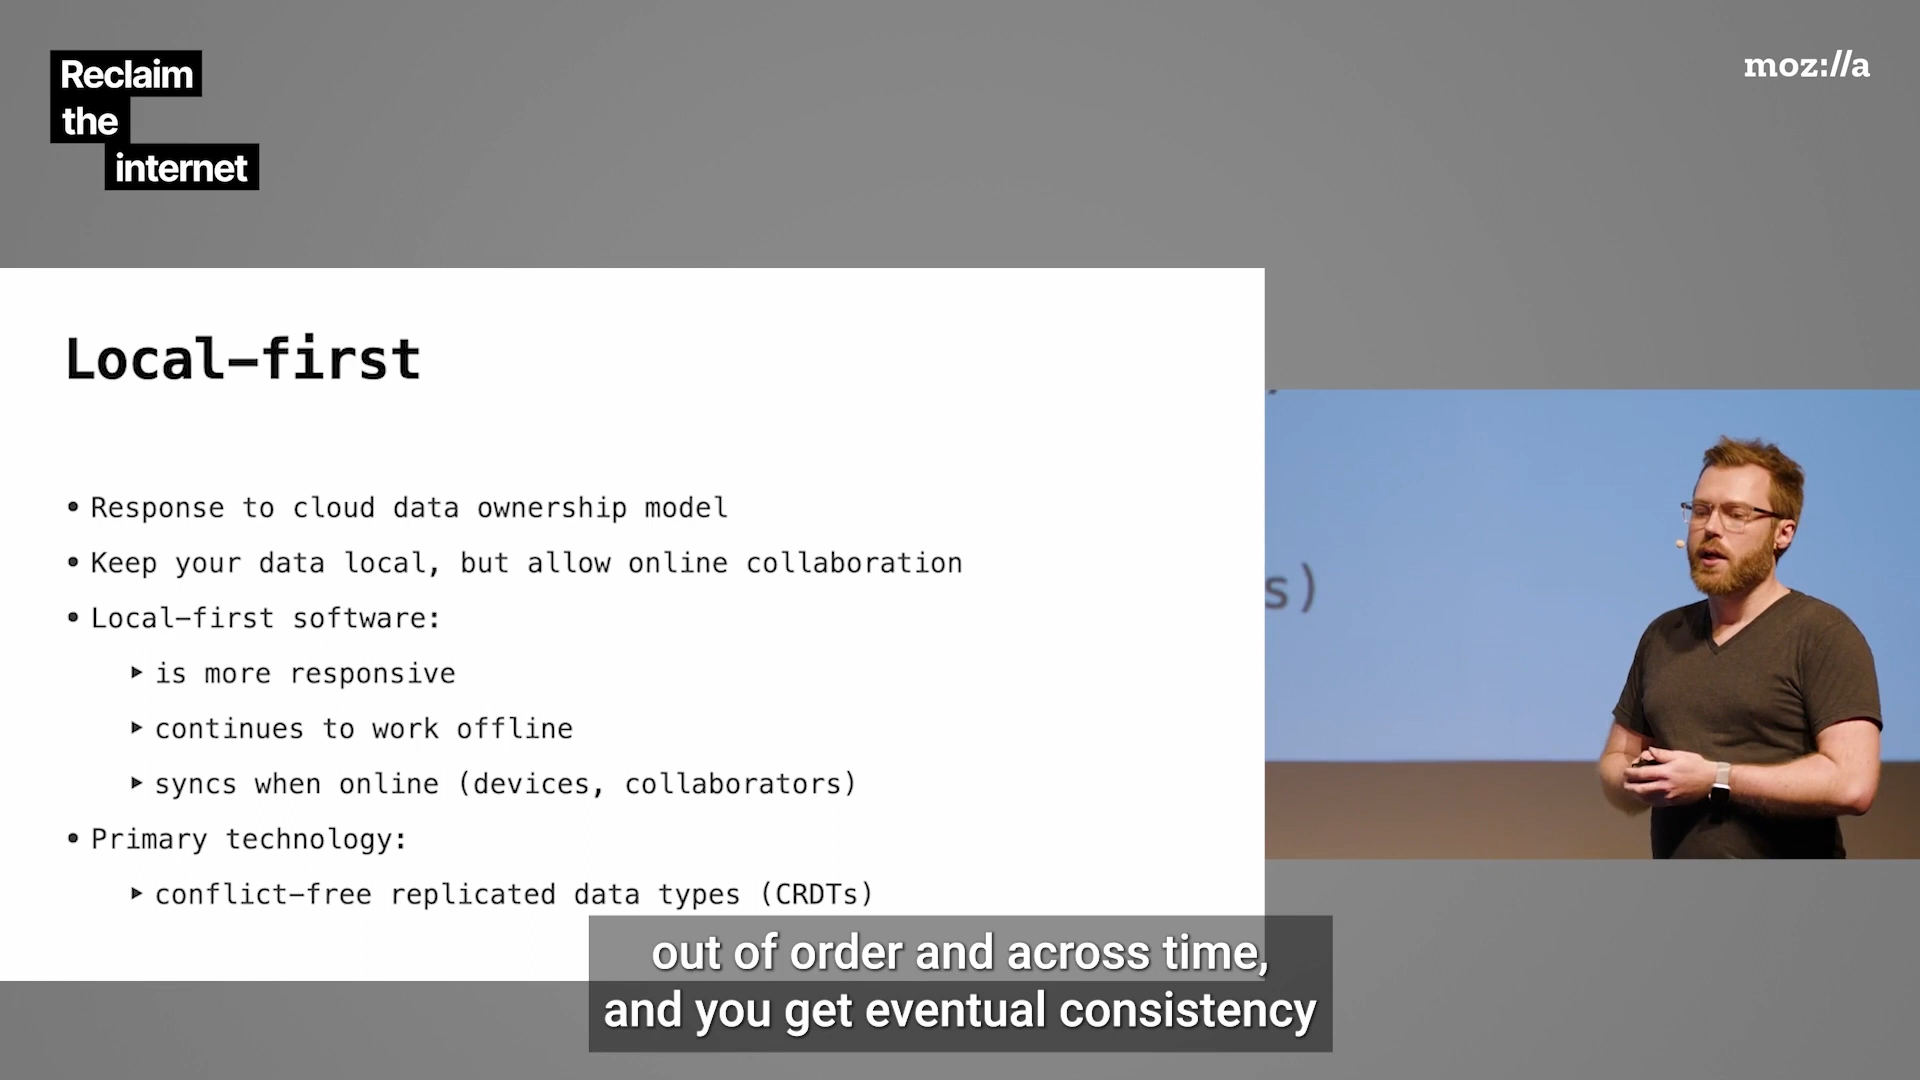 Reclaim
the
internet
moz://a
Local-first
• Response to cloud data ownership model
• Keep your data local, but allow online collaboration
• Local-first software:
‣ is more responsive
‣ continues to work offline
‣ syncs when online (devices, collaborators)
• Primary technology:
‣ conflict-free replicated data types (CRDTs)
s)
out of order and across time,
and you get eventual consistency